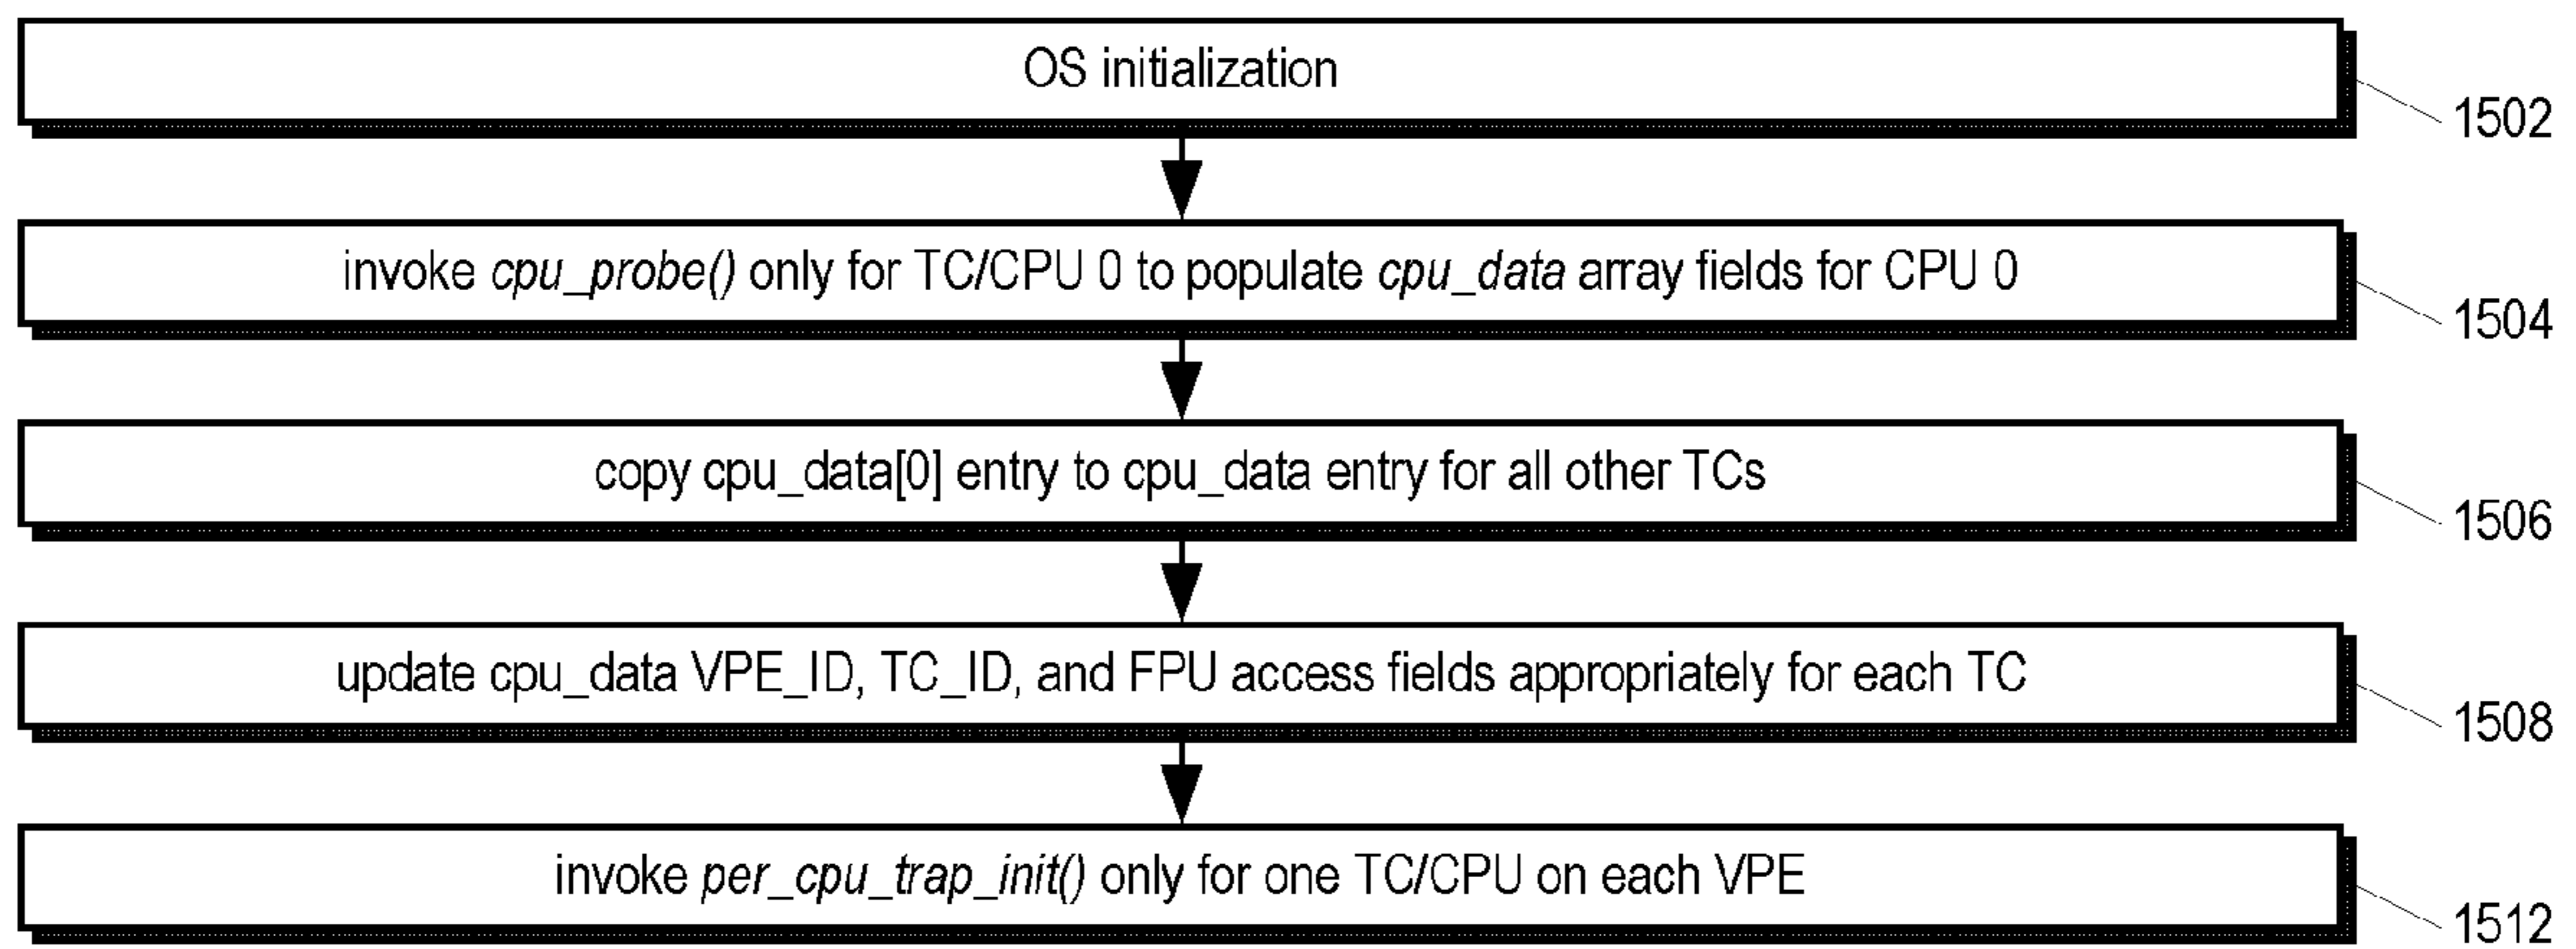 OS initialization
1502
invoke cpu_probe() only for TC/CPU 0 to populate cpu_data array fields for CPU 0
1504
copy cpu_data[0] entry to cpu_data entry for all other TCs
1506
update cpu_data VPE_ID, TC_ID, and FPU access fields appropriately for each TC
1508
invoke per_cpu_trap_init() only for one TC/CPU on each VPE
1512